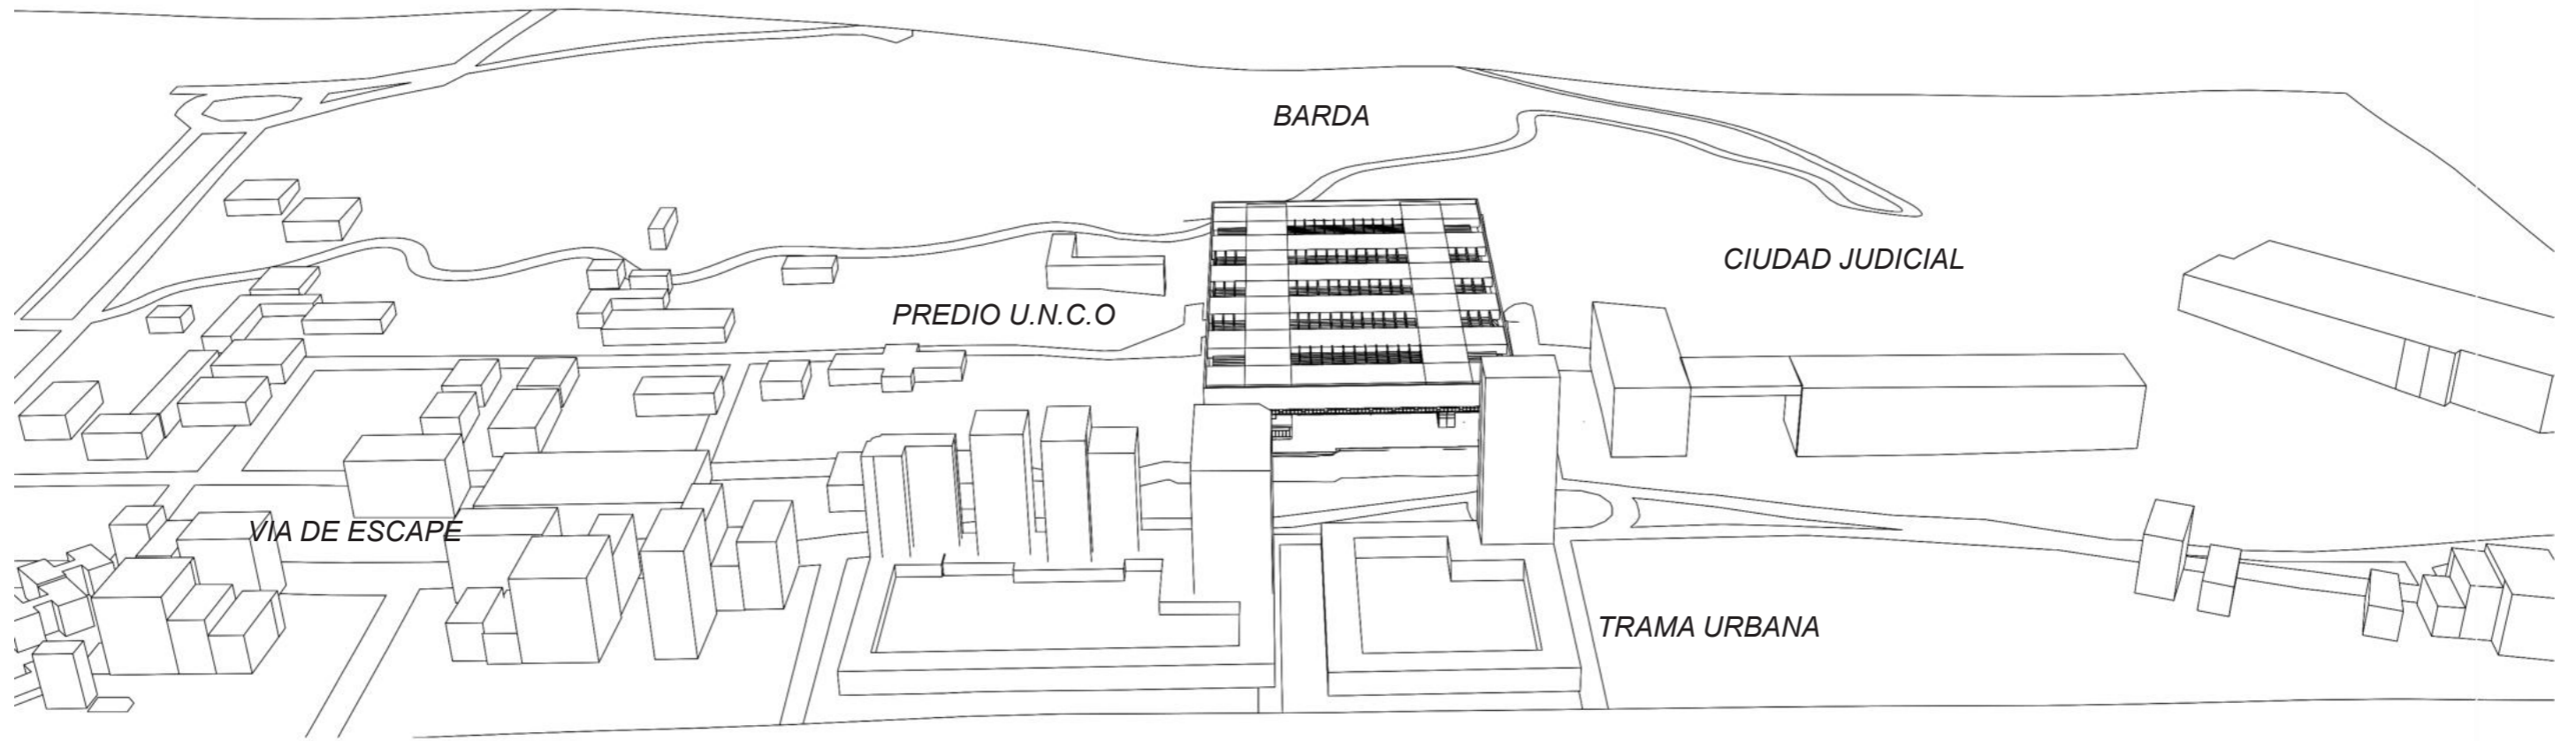 BARDA
CIUDAD JUDICIAL
PREDIO U.N.C.O
VIA DE ESCAPE
TRAMA URBANA